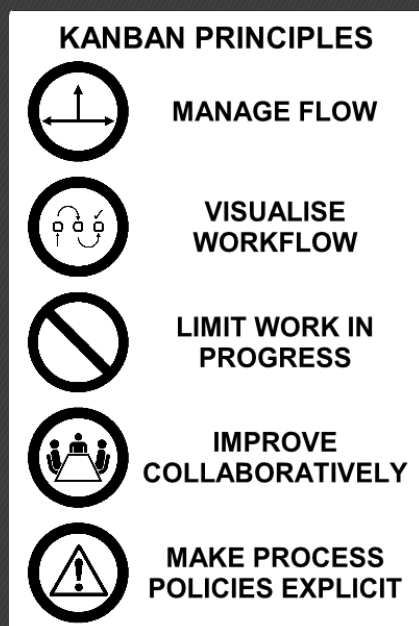 KANBAN PRINCIPLES
MANAGE FLOW
VISUALISE
WORKFLOW
LIMIT WORK IN
PROGRESS
IMPROVE
COLLABORATIVELY
MAKE PROCESS
POLICIES EXPLICIT